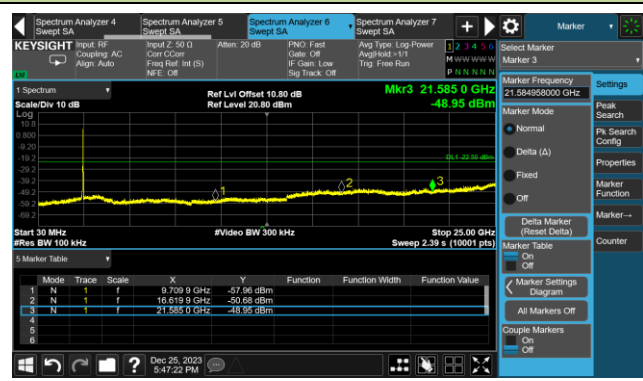 Spectrum Analyzer 4
Swept SA
Spectrum Analyzer 5
Swept SA
Spectrum Analyzer 6
Swept SA
Spectrum Analyzer 7
Swept SA
+
Marker
KEYSIGHT
Input: RF
Coupling: AC
Align: Auto
Input Z: 50 Ω
Corr CCorr
Freq Ref: Int (S)
NFE: Off
Atten: 20 dB
PNO: Fast
Gate: Off
IF Gain: Low
Sig Track: Off
Avg Type: Log-Power
Avg|Hold:>1/1
Trig: Free Run
1 2 3 4 5 6
M W W W W W
P N N N N N
Select Marker
Marker 3
1 Spectrum
Scale/Div 10 dB
Log
Ref Lvl Offset 10.80 dB
Ref Level 20.80 dBm
Mkr3 21.585 0 GHz
-48.95 dBm
10.8
0.800
-9.20
-19.2
-29.2
-39.2
-49.2
-59.2
-69.2
DL1 -22.50 dBm
1
2
3
Start 30 MHz
#Res BW 100 kHz
#Video BW 300 kHz
Stop 25.00 GHz
Sweep 2.39 s (10001 pts)
5 Marker Table
Mode Trace Scale X Y Function Function Width Function Value
1 N 1 f 9.709 9 GHz -57.96 dBm
2 N 1 f 16.619 9 GHz -50.68 dBm
3 N 1 f 21.585 0 GHz -48.95 dBm
4
5
6
Marker Frequency
21.584958000 GHz
Marker Mode
Normal
Delta (Δ)
Fixed
Off
Delta Marker
(Reset Delta)
Marker Table
On
Off
Marker Settings
Diagram
All Markers Off
Couple Markers
On
Off
Settings
Peak
Search
Pk Search
Config
Properties
Marker
Function
Marker→
Counter
?
Dec 25, 2023
5:47:22 PM